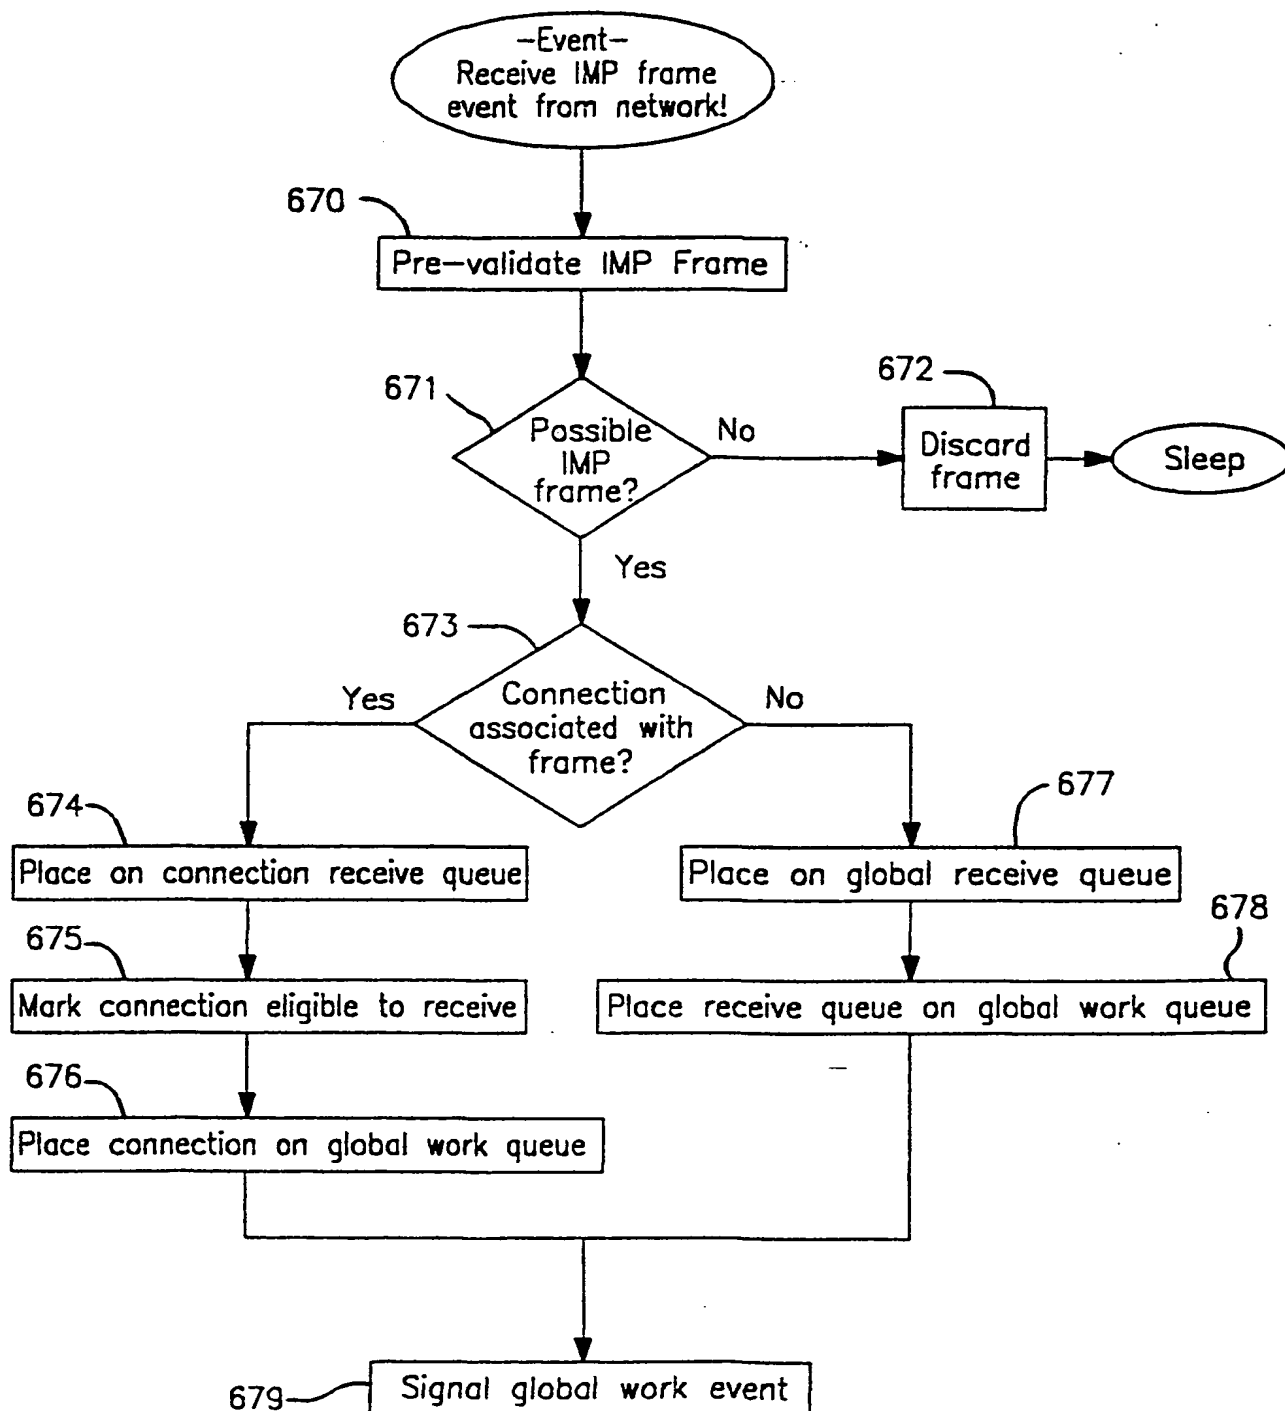 -Event-
Receive IMP frame
event from network!
670
Pre-validate IMP Frame
671
Possible
IMP
frame?
No
672
Discard
frame
Sleep
Yes
673
Connection
associated with
frame?
Yes
No
674
Place on connection receive queue
677
Place on global receive queue
675
Mark connection eligible to receive
678
Place receive queue on global work queue
676
Place connection on global work queue
679
Signal global work event